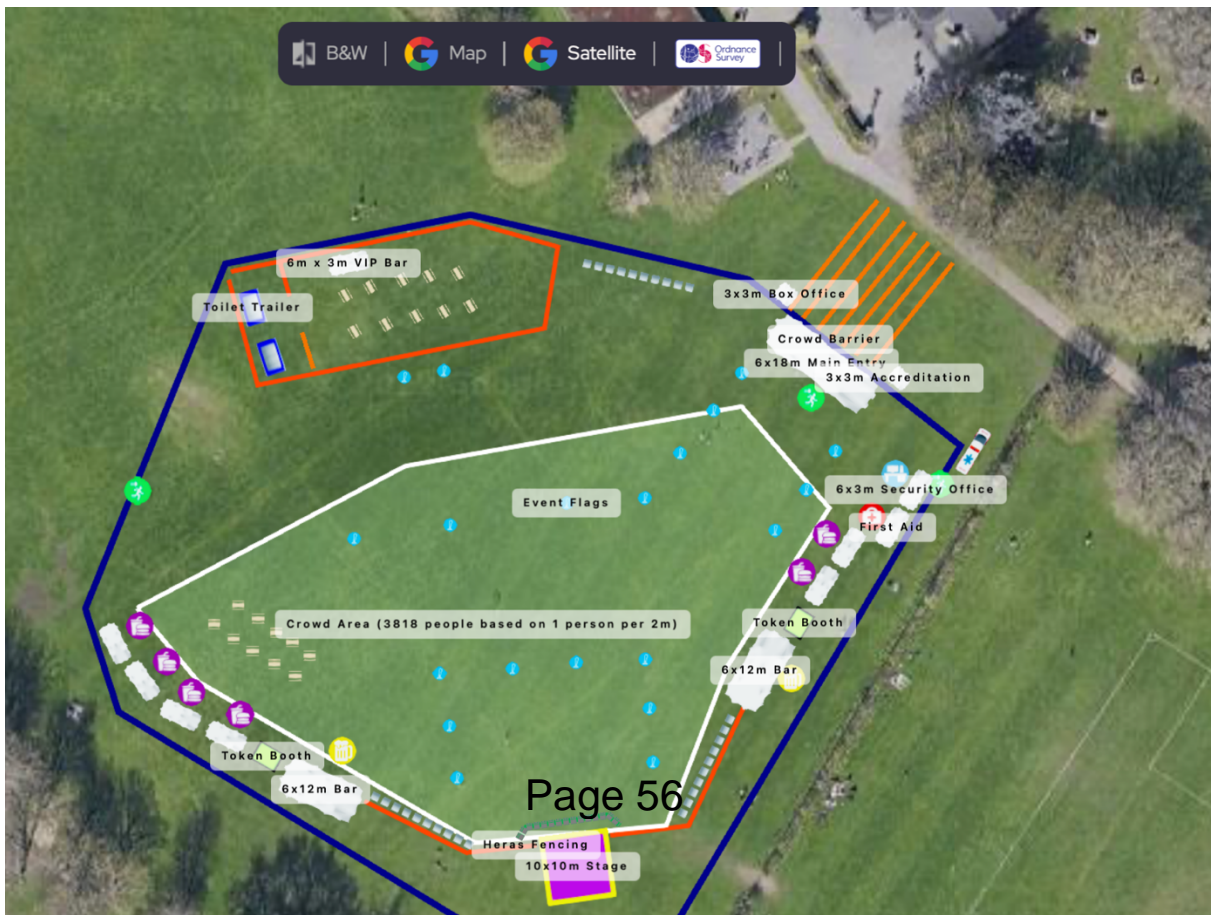 B&W
Map
Satellite
Ordnance
Survey
6m x 3m VIP Bar
Toilet Trailer
3x3m Box Office
Crowd Barrier
6x18m Main Entry
3x3m Accreditation
6x3m Security Office
Event Flags
First Aid
Crowd Area (3818 people based on 1 person per 2m)
Token Booth
6x12m Bar
Token Booth
6x12m Bar
Page 56
Heras Fencing
10x10m Stage